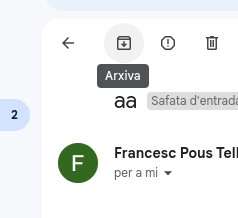 Arxiva
aa Safata d'entrada
2
F
Francesc Pous Tell
per a mi